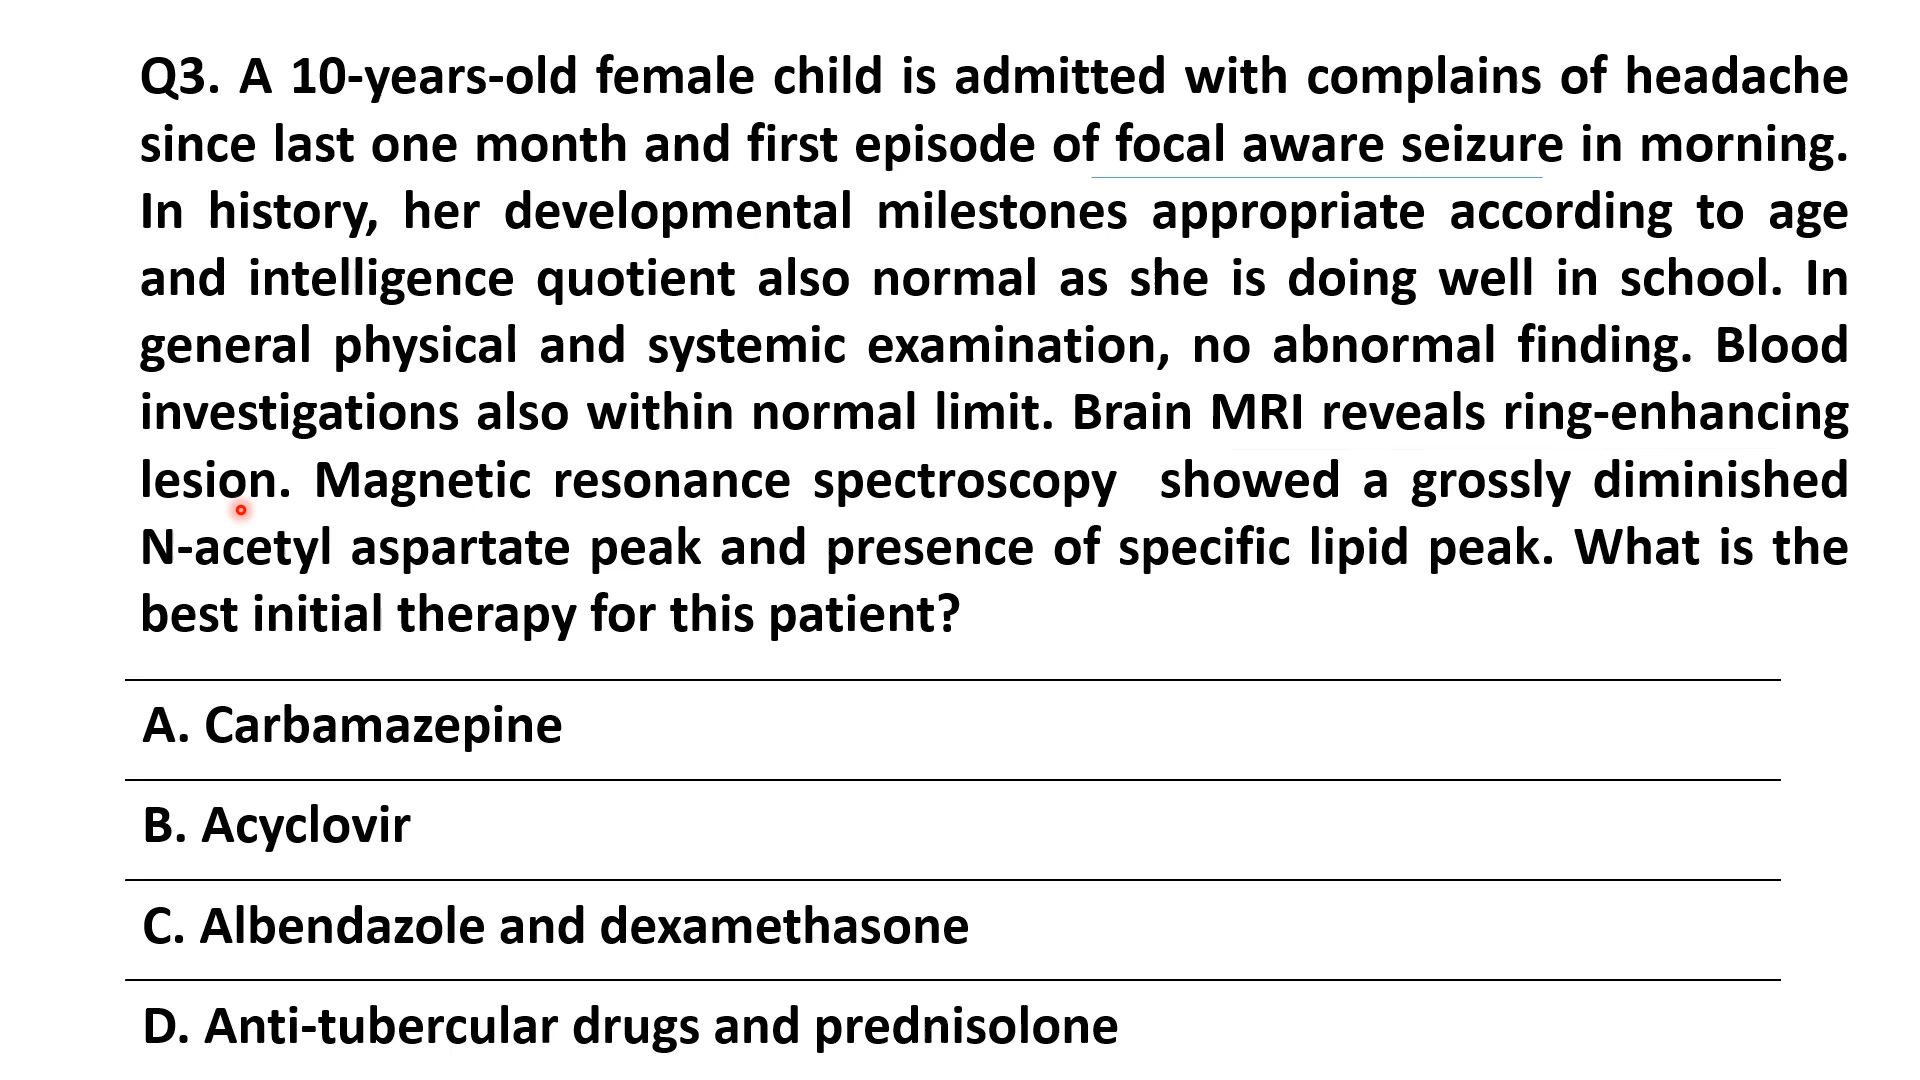 Q3. A 10-years-old female child is admitted with complains of headache
since last one month and first episode of focal aware seizure in morning.
In history, her developmental milestones appropriate according to age
and intelligence quotient also normal as she is doing well in school. In
general physical and systemic examination, no abnormal finding. Blood
investigations also within normal limit. Brain MRI reveals ring-enhancing
lesion. Magnetic resonance spectroscopy showed a grossly diminished
N-acetyl aspartate peak and presence of specific lipid peak. What is the
best initial therapy for this patient?
A. Carbamazepine
B. Acyclovir
C. Albendazole and dexamethasone
D. Anti-tubercular drugs and prednisolone